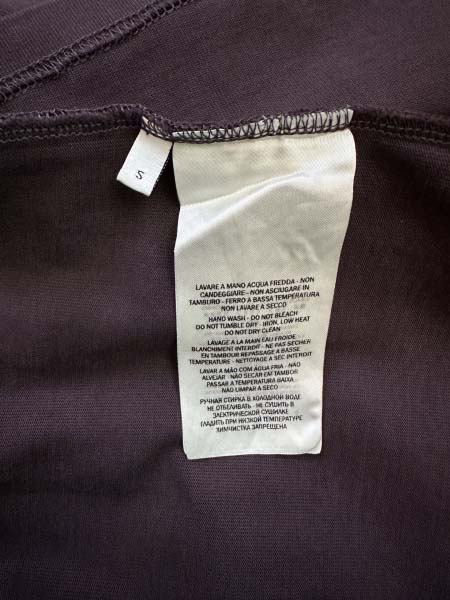 S
LAVARE A MANO ACQUA FREDDA - NON
CANDEGGIARE - NON ASCIUGARE IN
TAMBURO - FERRO A BASSA TEMPERATURA
NON LAVARE A SECCO
HAND WASH - DO NOT BLEACH
DO NOT TUMBLE DRY - IRON, LOW HEAT
DO NOT DRY CLEAN
LAVAGE A LA MAIN EAU FROIDE
BLANCHIMENT INTERDIT - NE PAS SECHER
EN TAMBOUR REPASSAGE A BASSE
TEMPERATURE - NETTOYAGE A SEC INTERDIT
LAVAR A MÃO COM ÁGUA FRIA - NÃO
ALVEJAR - NÃO SECAR EM TAMBOR
PASSAR A TEMPERATURA BAIXA
NÃO LIMPAR A SECO
РУЧНАЯ СТИРКА В ХОЛОДНОЙ ВОДЕ
НЕ ОТБЕЛИВАТЬ - НЕ СУШИТЬ В
ЭЛЕКТРИЧЕСКОЙ СУШИЛКЕ
ГЛАДИТЬ ПРИ НИЗКОЙ ТЕМПЕРАТУРЕ
ХИМЧИСТКА ЗАПРЕЩЕНА